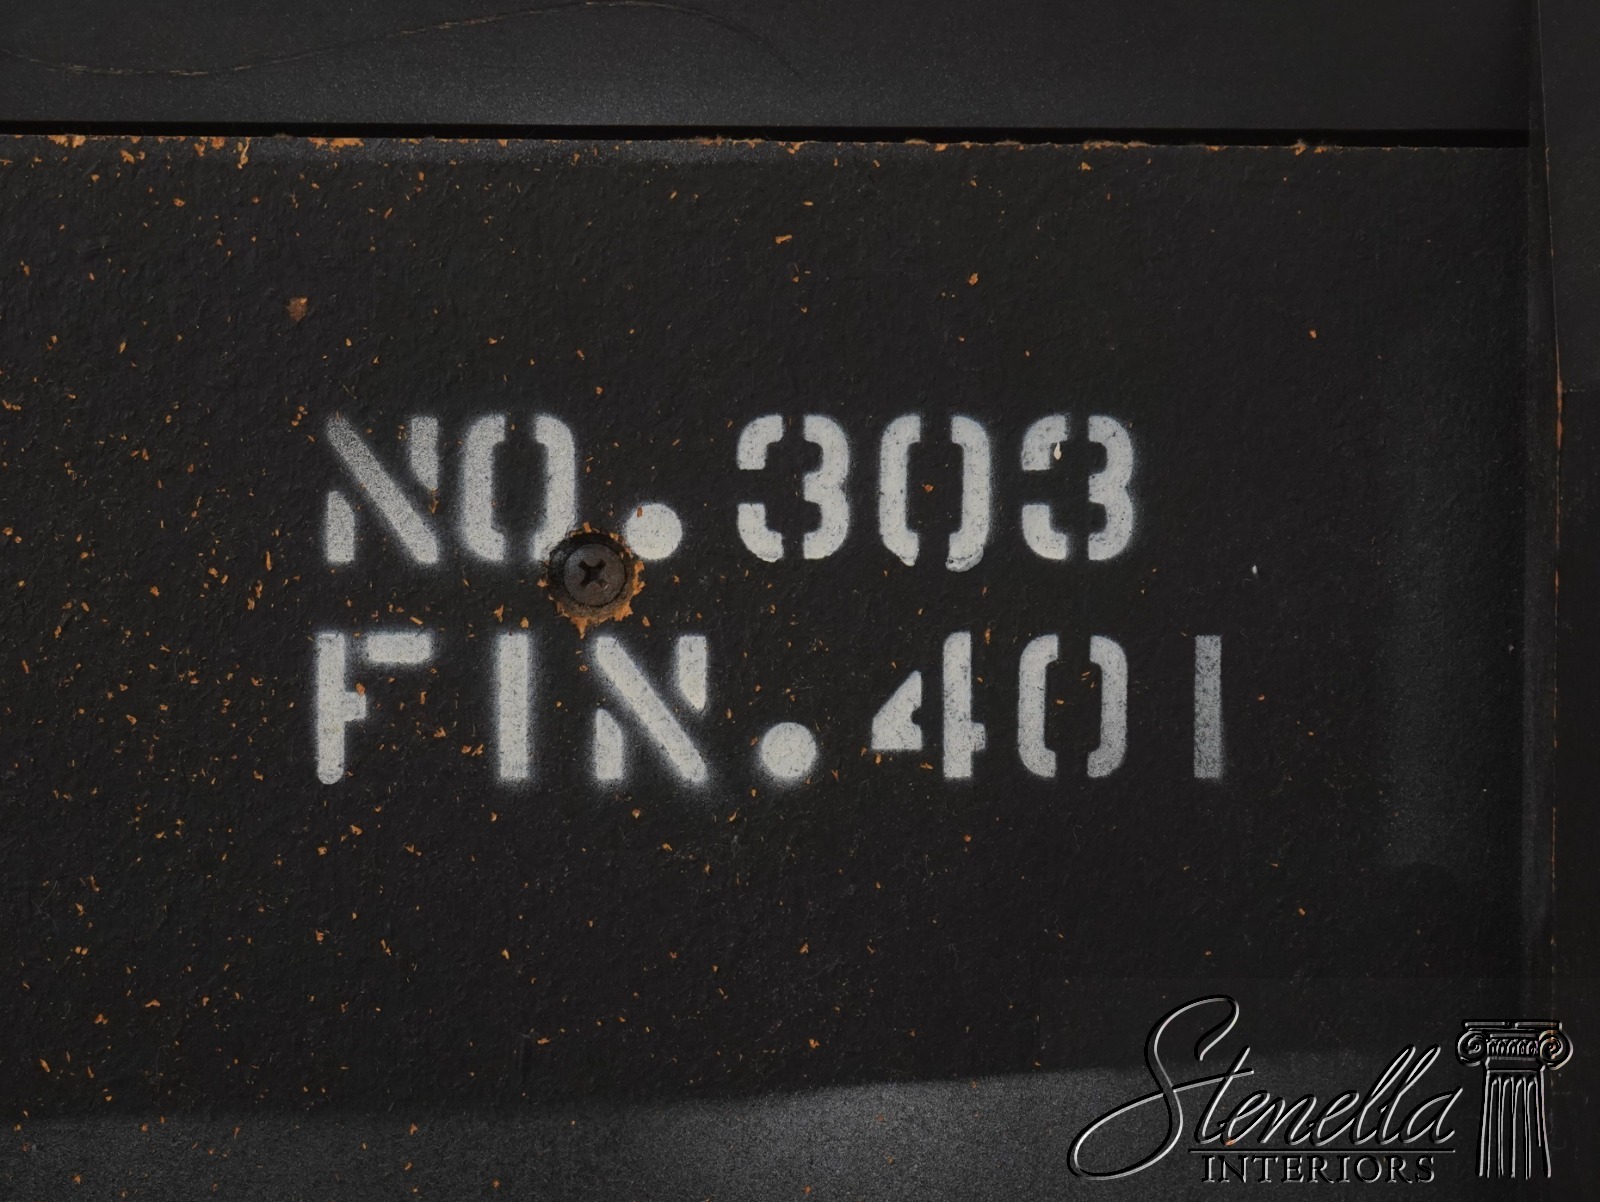 NO. 303
FIN. 401
Stenella
INTERIORS